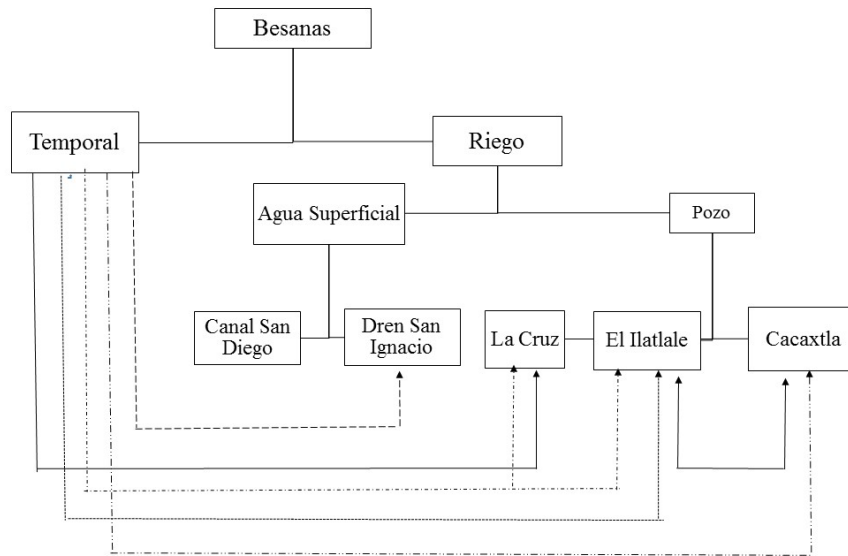 Besanas
Temporal
Riego
Agua Superficial
Pozo
Canal San
Diego
Dren San
Ignacio
La Cruz
El Ilatlale
Cacaxtla